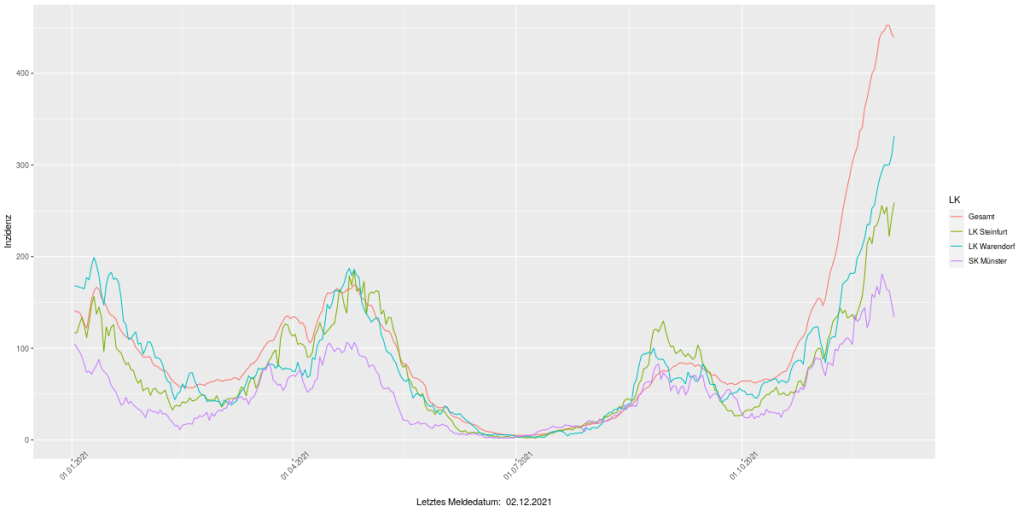 400
300
200
100
0
Inzidenz
01.01.2021
01.04.2021
01.07.2021
01.10.2021
Letztes Meldedatum: 02.12.2021
LK
Gesamt
LK Steinfurt
LK Warendorf
SK Münster